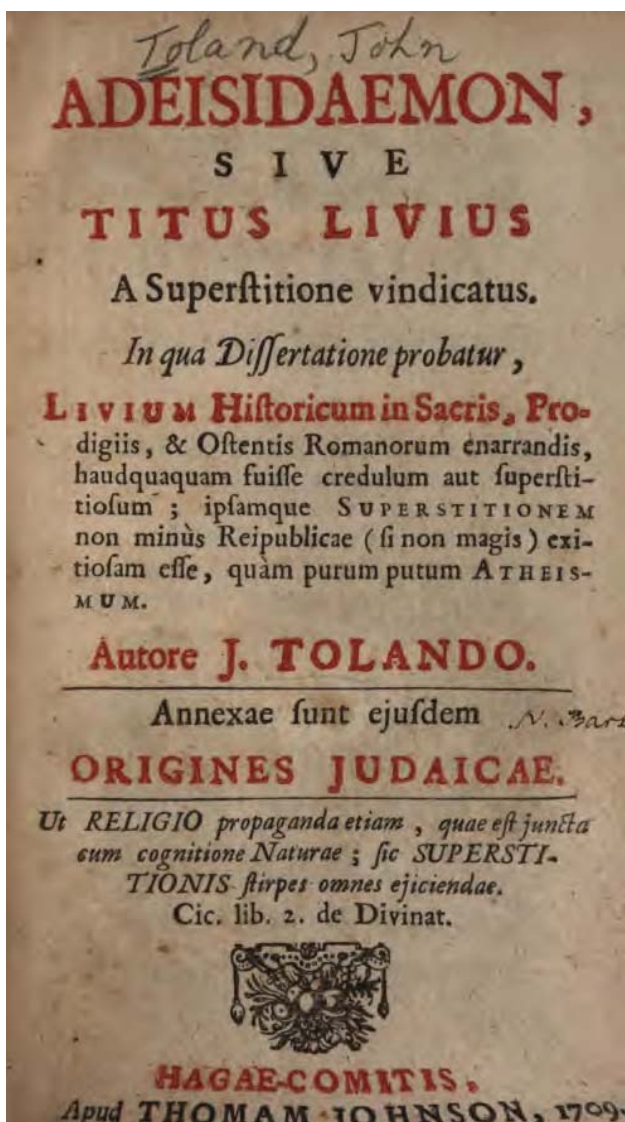 Toland, John
ADEISIDAEMON,
SIVE
TITUS LIVIUS
A Superſtitione vindicatus.
In qua Diſſertatione probatur,
LIVIUM Hiſtoricum in Sacris, Pro-
digiis, & Oſtentis Romanorum enarrandis,
haudquaquam fuiſſe credulum aut ſuperſti-
tioſum; ipſamque SUPERSTITIONEM
non minùs Reipublicae (ſi non magis) exi-
tioſam eſſe, quàm purum putum ATHEIS-
MUM.
Autore J. TOLANDO.
Annexae ſunt ejuſdem N.
ORIGINES JUDAICAE.
Ut RELIGIO propaganda etiam, quae eſt juncta
cum cognitione Naturae; ſic SUPERSTI-
TIONIS ſtirpes omnes ejiciendae.
Cic. lib. 2. de Divinat.
HAGAE-COMITIS,
Apud THOMAM JOHNSON, 1709.